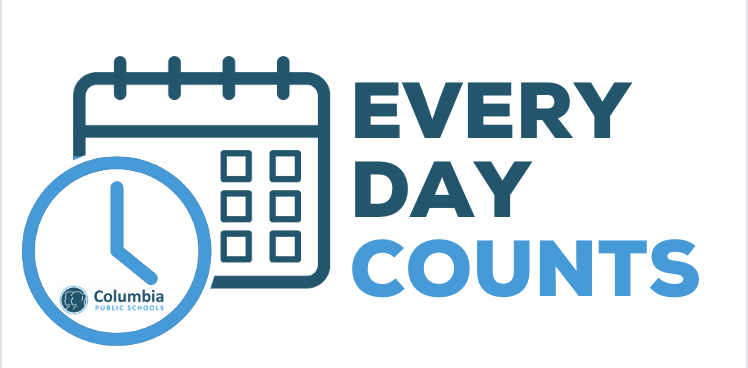 EVERY
DAY
COUNTS
Columbia
PUBLIC SCHOOLS